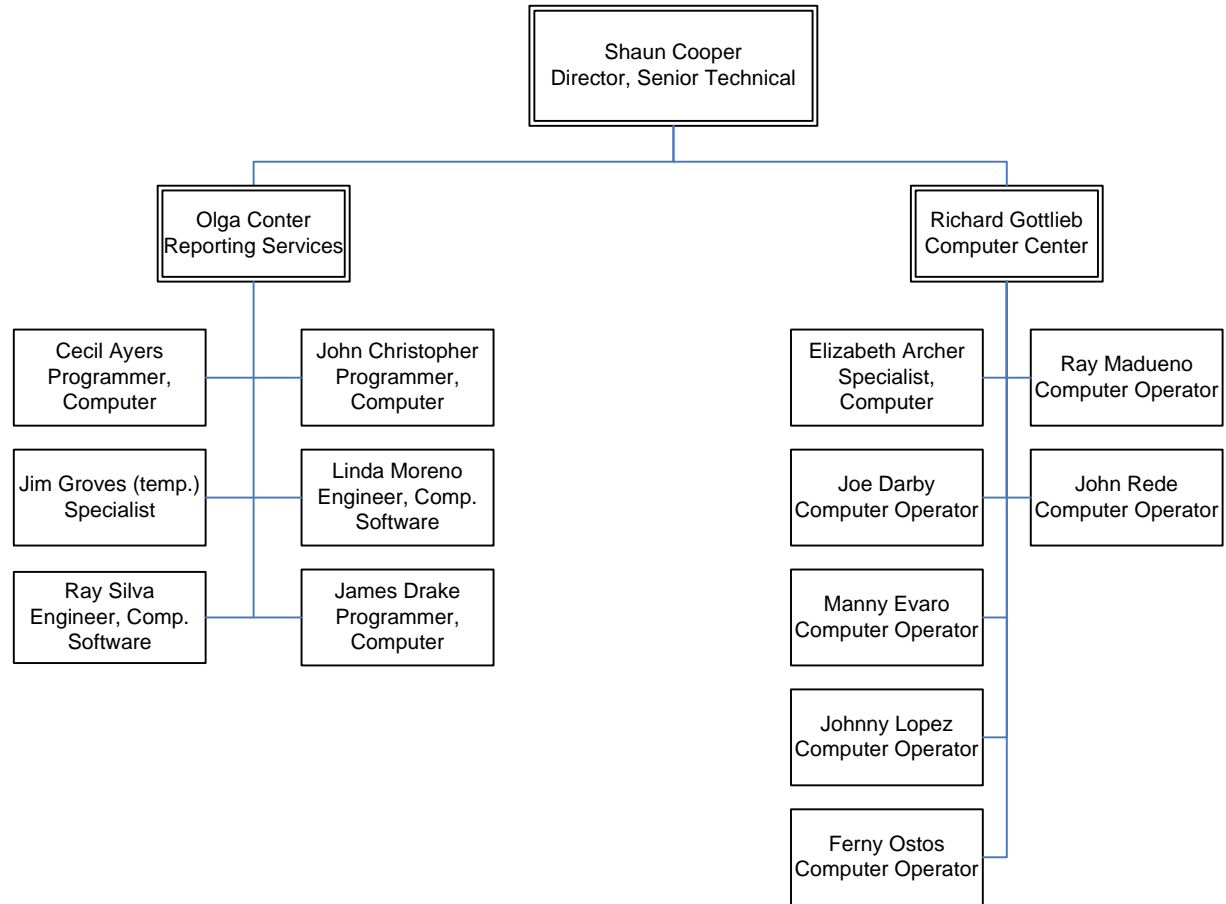 Shaun Cooper
Director, Senior Technical
Olga Conter
Reporting Services
Richard Gottlieb
Computer Center
Cecil Ayers
Programmer,
Computer
John Christopher
Programmer,
Computer
Elizabeth Archer
Specialist,
Computer
Ray Madueno
Computer Operator
Jim Groves (temp.)
Specialist
Linda Moreno
Engineer, Comp.
Software
Joe Darby
Computer Operator
John Rede
Computer Operator
Ray Silva
Engineer, Comp.
Software
James Drake
Programmer,
Computer
Manny Evaro
Computer Operator
Johnny Lopez
Computer Operator
Ferny Ostos
Computer Operator